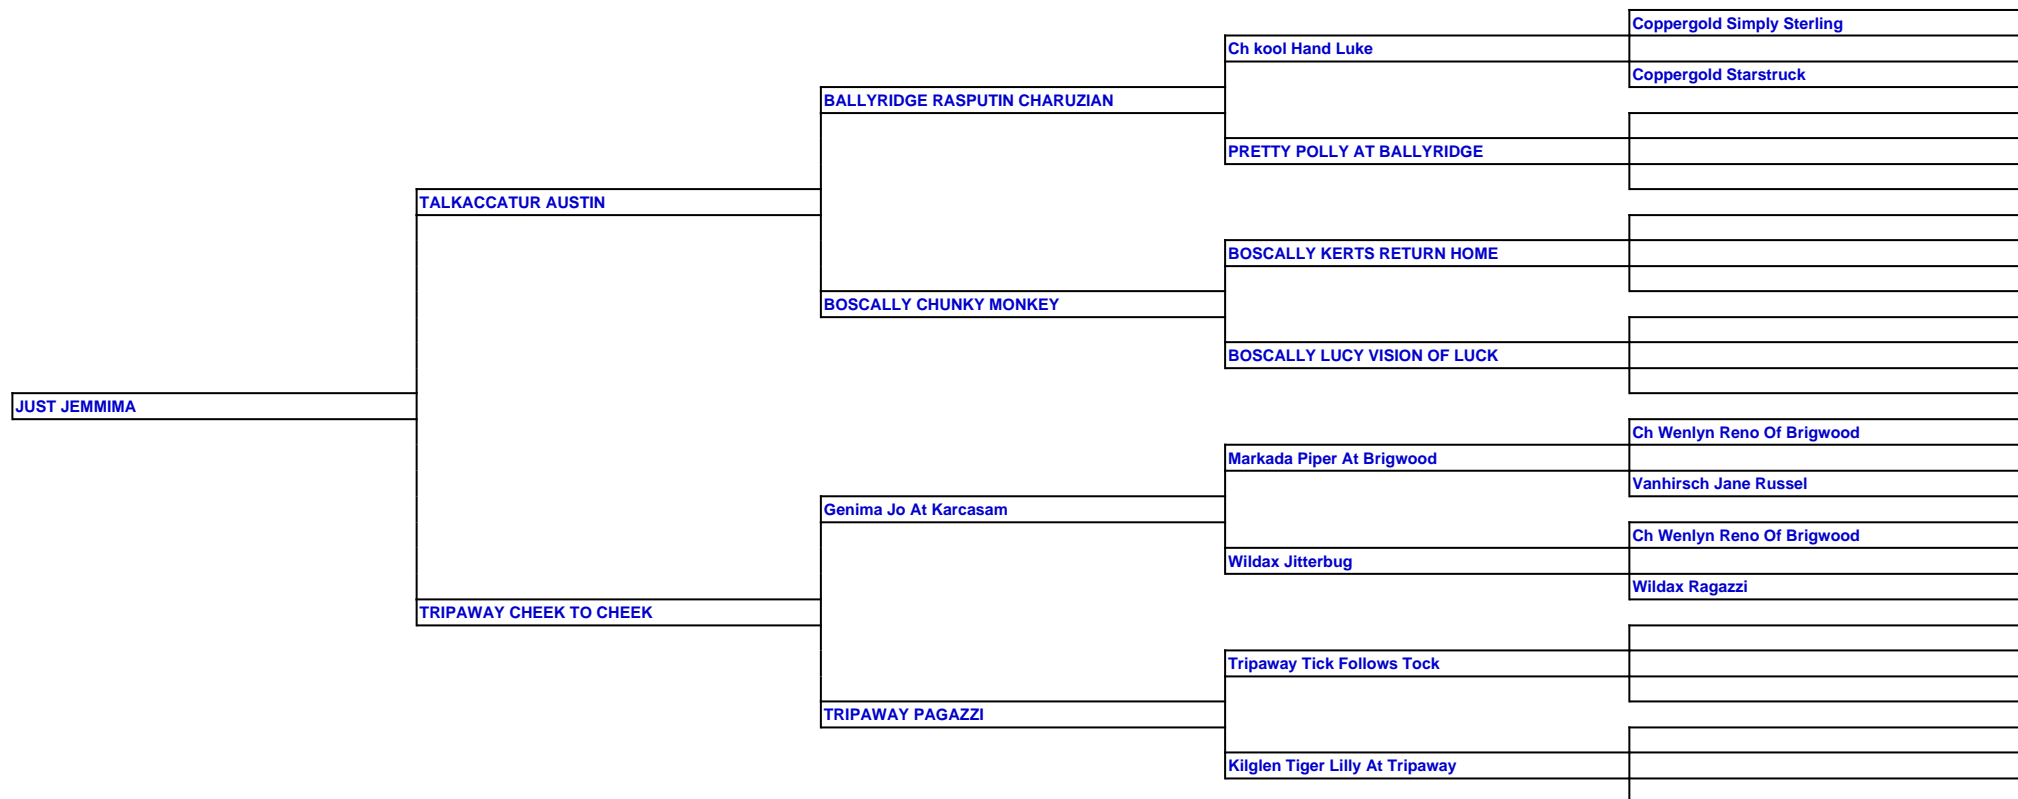 Coppergold Simply Sterling
Ch kool Hand Luke
Coppergold Starstruck
BALLYRIDGE RASPUTIN CHARUZIAN
PRETTY POLLY AT BALLYRIDGE
TALKACCATUR AUSTIN
BOSCALLY KERTS RETURN HOME
BOSCALLY CHUNKY MONKEY
BOSCALLY LUCY VISION OF LUCK
JUST JEMMIMA
Ch Wenlyn Reno Of Brigwood
Markada Piper At Brigwood
Vanhirsch Jane Russel
Genima Jo At Karcasam
Ch Wenlyn Reno Of Brigwood
Wildax Jitterbug
Wildax Ragazzi
TRIPAWAY CHEEK TO CHEEK
Tripaway Tick Follows Tock
TRIPAWAY PAGAZZI
Kilglen Tiger Lilly At Tripaway